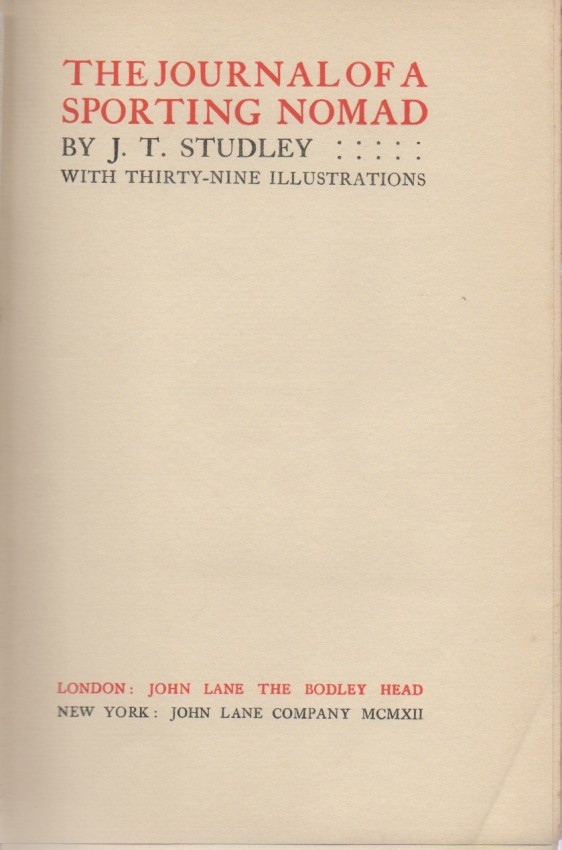 THE JOURNAL OF A
SPORTING NOMAD
BY J. T. STUDLEY : : : : :
WITH THIRTY-NINE ILLUSTRATIONS
LONDON: JOHN LANE THE BODLEY HEAD
NEW YORK: JOHN LANE COMPANY MCMXII